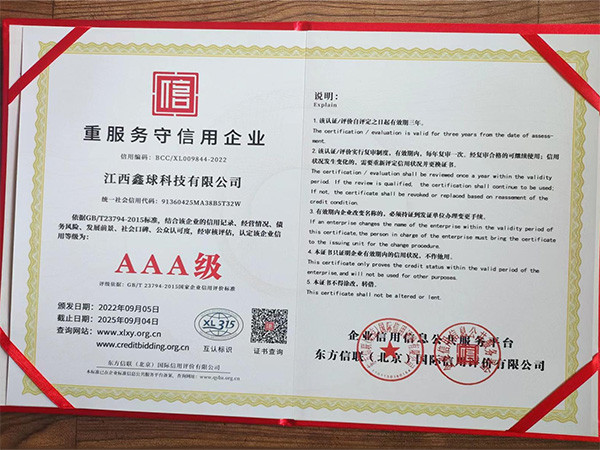 信
重服务守信用企业
信用编码：BCC/XL009844-2022
江西鑫球科技有限公司
统一社会信用代码：91360425MA38B5T32W
依据GB/T23794-2015标准，结合该企业的信用记录、经营情况、债
务风险、发展前景、社会口碑、公众认可度，经审核评估，认定该企业信
用等级为：
AAA级
评级依据：GB/T 23794-2015国家企业信用评价标准
颁发日期：2022年09月05日
截止日期：2025年09月04日
查询网站：www.xlxy.org.cn
www.creditbidding.org.cn
XL315
互认标识
证书查询
东方信联（北京）国际信用评价有限公司
说明：
Explain
1.该认证/评价自评定之日起有效期三年。
The certification / evaluation is valid for three years from the date of assess-
ment.
2.该认证/评价实行复审制度，有效期内，每年复审一次，经复审合格的可继续使用；信用
状况发生变化的，需要重新评定信用状况并更换证书。
The certification / evaluation shall be reviewed once a year within the validity
period. If the review is qualified, the certification shall continue to be used;
If not, the certificate shall be revoked or replaced based on reassessment of the
credit condition.
3.有效期内企业改变名称的，必须持证到发证单位办理变更手续。
If an enterprise changes the name of the enterprise within the validity period of
this certificate,the person in charge of the enterprise must bring the certificate
to the issuing unit for the change procedure.
4.本证书只证明企业有效期内的信用状况，不作他用。
This certificate only proves the credit status within the valid period of the
enterprise,and will not be used for other purposes.
5.本证书不得涂改、转借。
This certificate shall not be altered or lent.
企业信用信息公共服务平台
东方信联（北京）国际信用评价有限公司